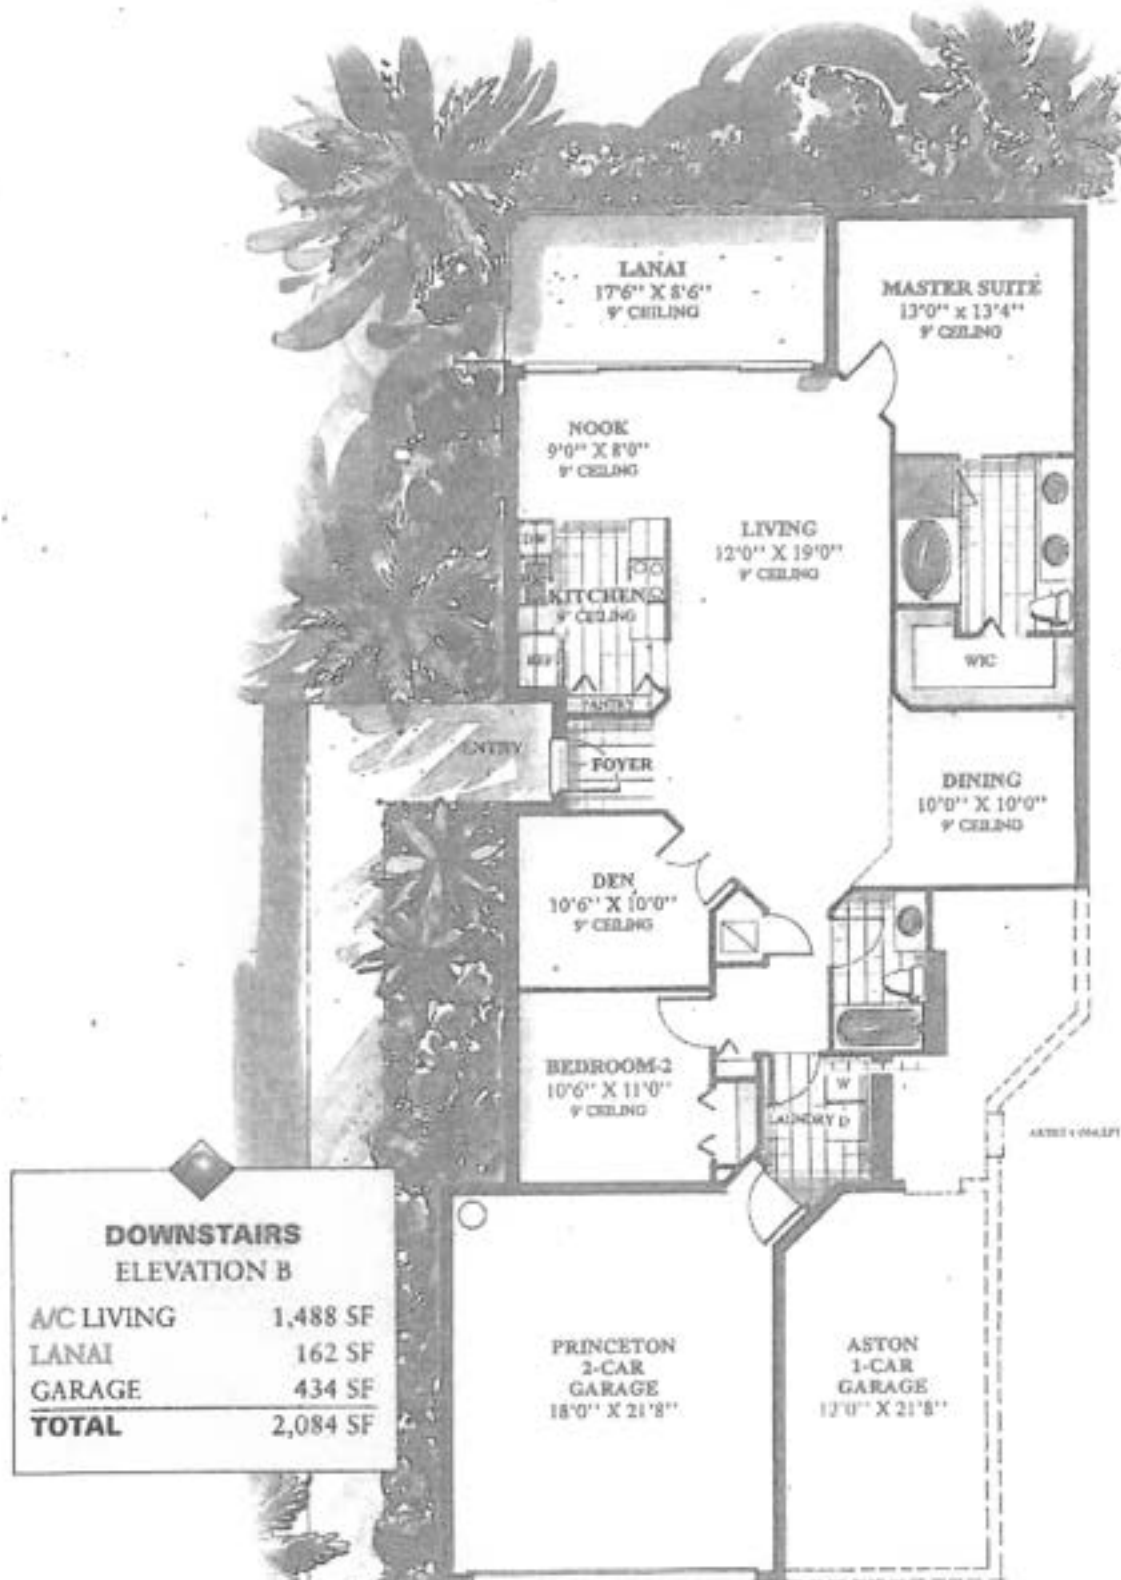 LANAI
17'6" X 8'6"
9' CEILING
MASTER SUITE
13'0" x 13'4"
9' CEILING
NOOK
9'0" X 8'0"
9' CEILING
LIVING
12'0" X 19'0"
9' CEILING
DW
KITCHEN
9' CEILING
REF
PANTRY
WIC
ENTRY
FOYER
DINING
10'0" X 10'0"
9' CEILING
DEN
10'6" X 10'0"
9' CEILING
BEDROOM-2
10'6" X 11'0"
9' CEILING
W
LAUNDRY D
ARTIST'S CONCEPT
DOWNSTAIRS
ELEVATION B
A/C LIVING 1,488 SF
LANAI 162 SF
GARAGE 434 SF
TOTAL 2,084 SF
PRINCETON
2-CAR
GARAGE
18'0" X 21'8"
ASTON
1-CAR
GARAGE
12'0" X 21'8"